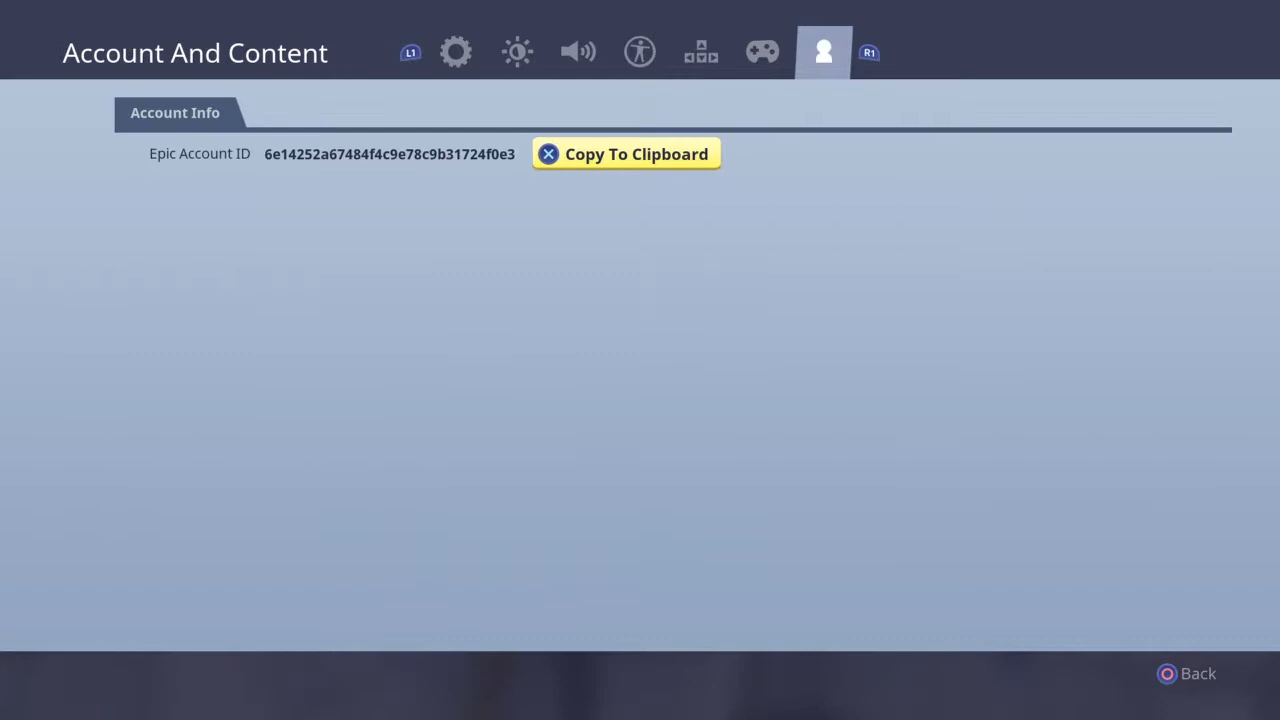 Account And Content
L1
R1
Account Info
Epic Account ID 6e14252a67484f4c9e78c9b31724f0e3 Copy To Clipboard
Back